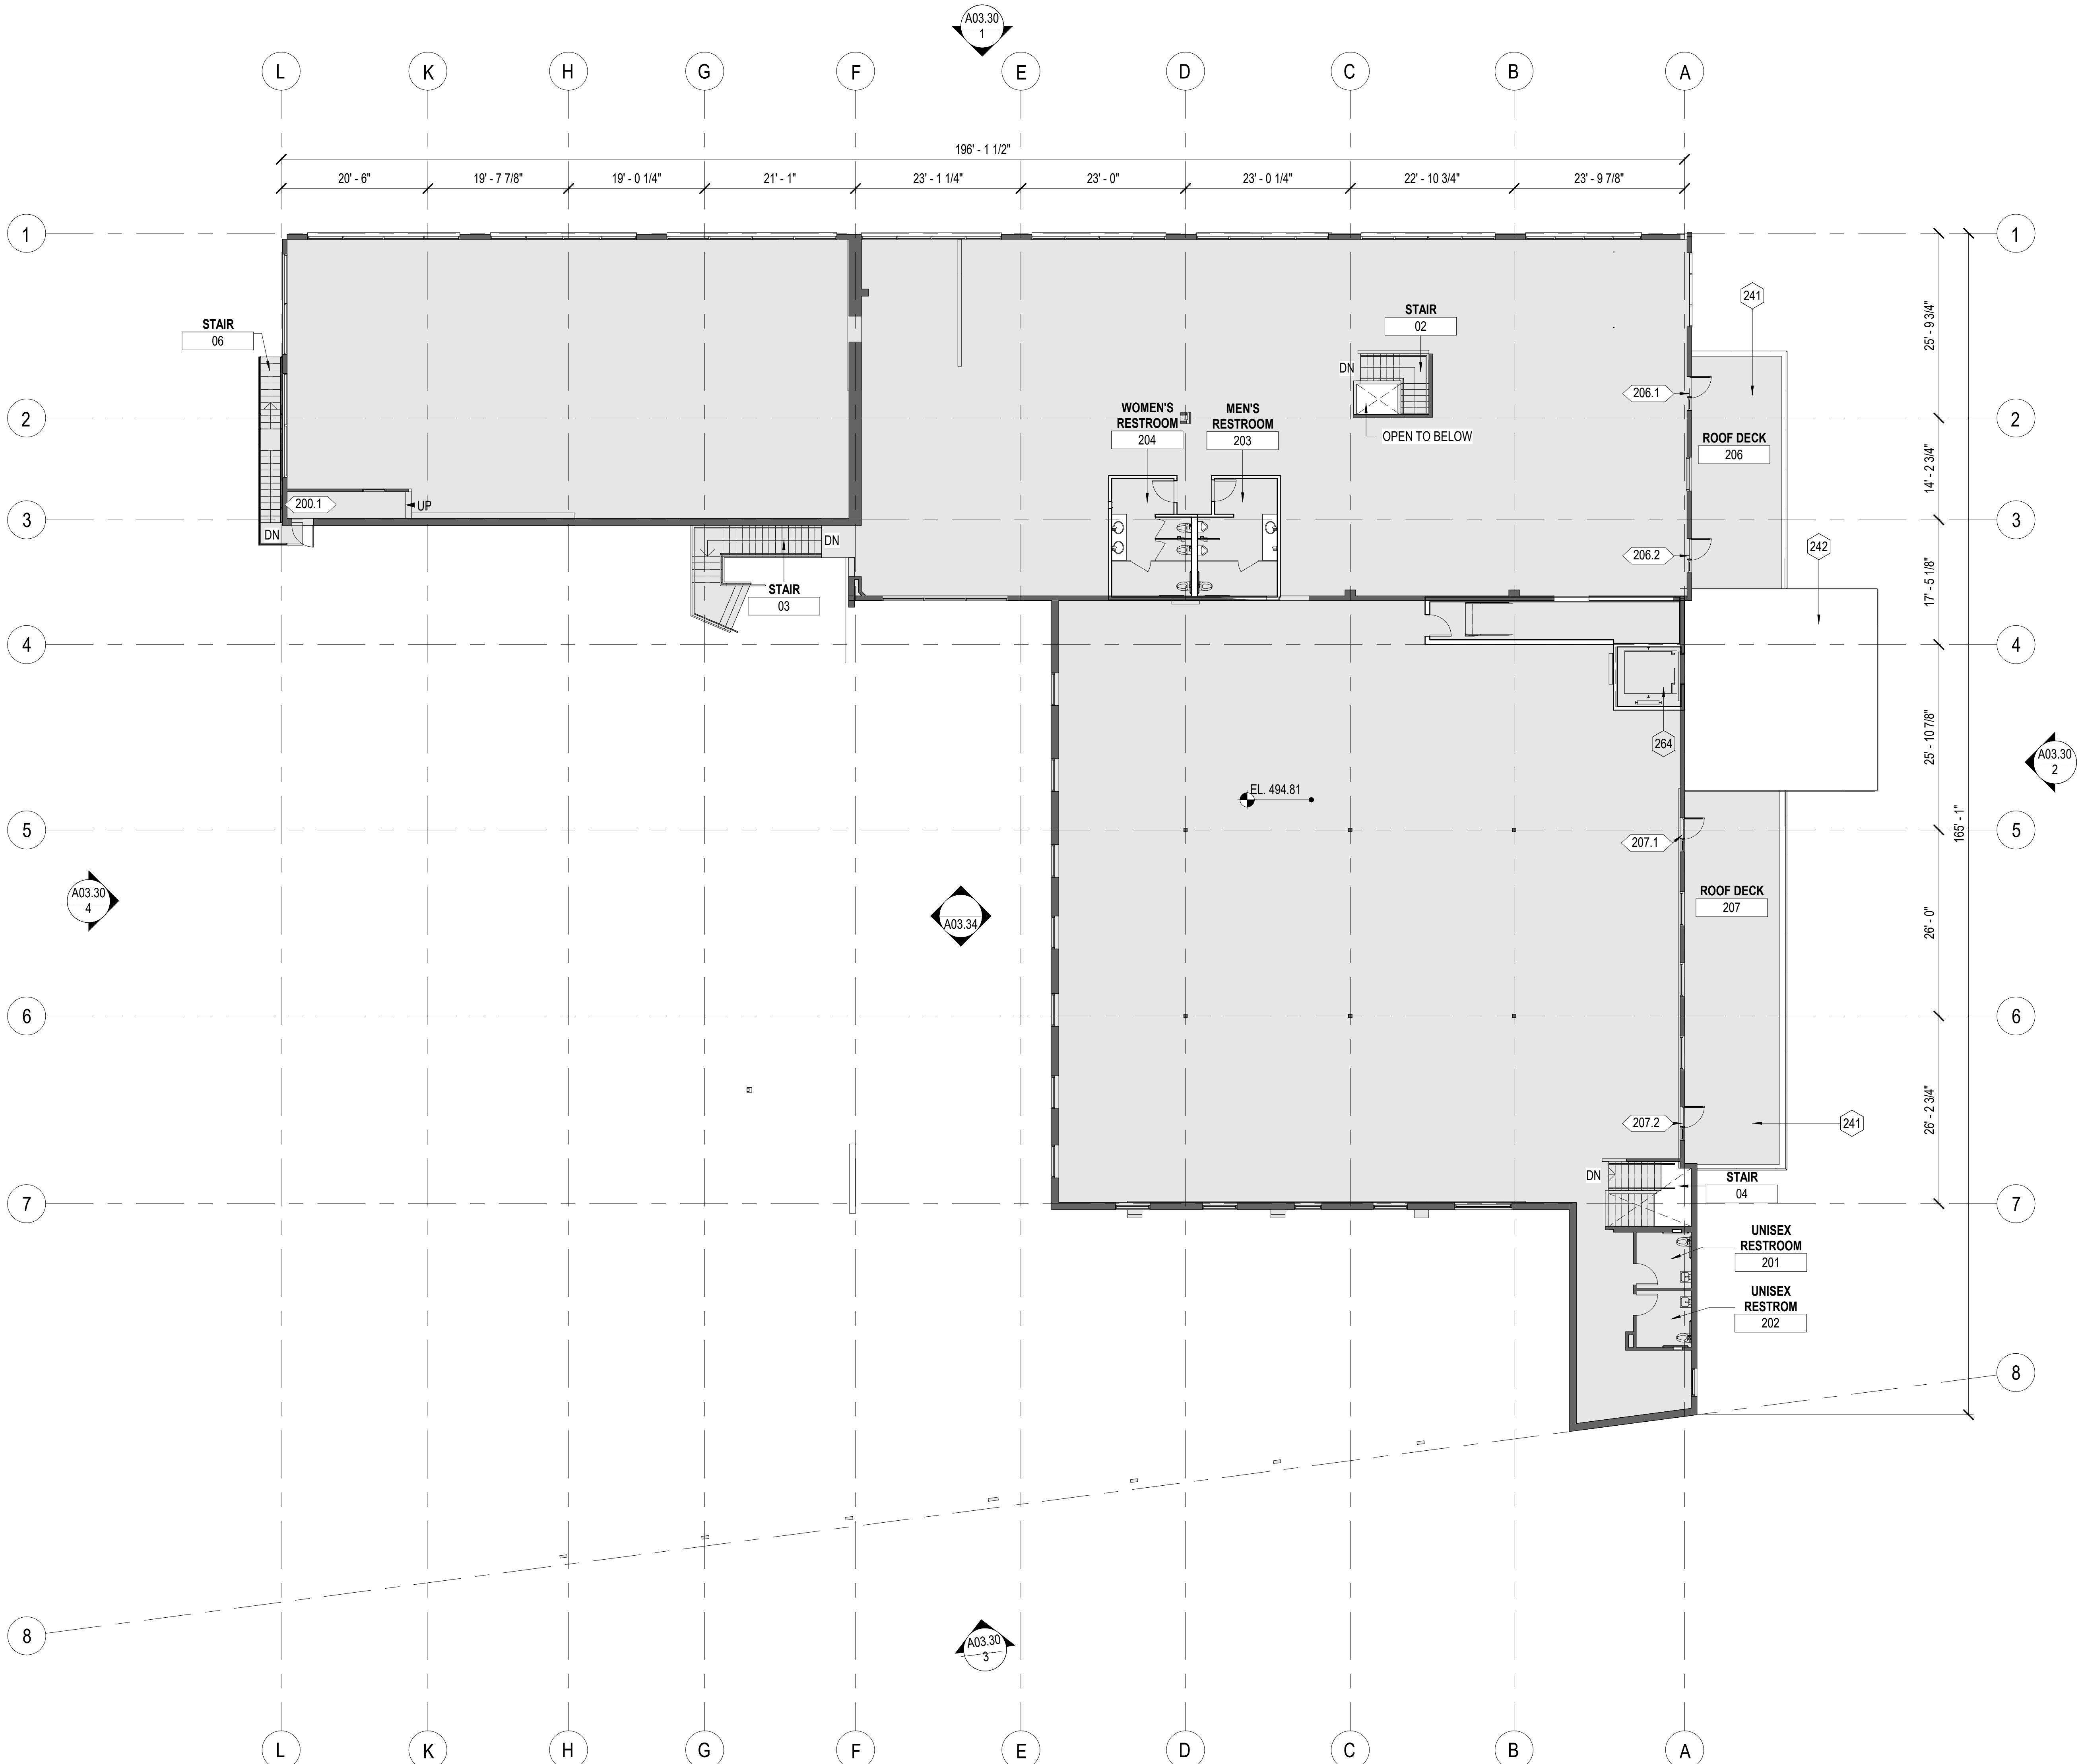 A03.30
1
L K H G F E D C B A
196' - 1 1/2"
20' - 6" 19' - 7 7/8" 19' - 0 1/4" 21' - 1" 23' - 1 1/4" 23' - 0" 23' - 0 1/4" 22' - 10 3/4" 23' - 9 7/8"
1 1
25' - 9 3/4"
241
STAIR
06
STAIR
02
DN
206.1
2 2
WOMEN'S
RESTROOM
204
MEN'S
RESTROOM
203
OPEN TO BELOW
ROOF DECK
206
14' - 2 3/4"
200.1
UP
3 3
DN
DN
206.2
242
17' - 5 1/8"
STAIR
03
4 4
264
25' - 10 7/8"
A03.30
2
EL. 494.81
5 5
165' - 1"
207.1
A03.30
4
A03.34
ROOF DECK
207
26' - 0"
6 6
26' - 2 3/4"
207.2
241
DN
STAIR
04
7 7
UNISEX
RESTROOM
201
UNISEX
RESTROM
202
8
8
A03.30
3
L K H G F E D C B A